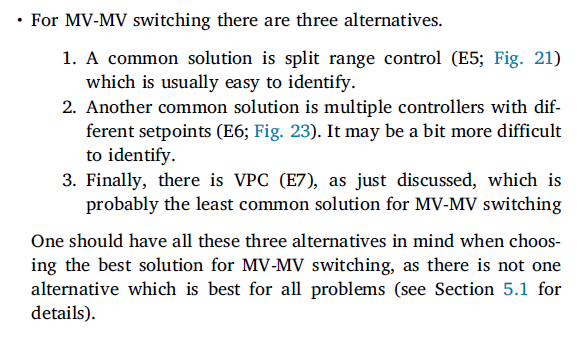 • For MV-MV switching there are three alternatives.
1. A common solution is split range control (E5; Fig. 21)
which is usually easy to identify.
2. Another common solution is multiple controllers with dif-
ferent setpoints (E6; Fig. 23). It may be a bit more difficult
to identify.
3. Finally, there is VPC (E7), as just discussed, which is
probably the least common solution for MV-MV switching
One should have all these three alternatives in mind when choos-
ing the best solution for MV-MV switching, as there is not one
alternative which is best for all problems (see Section 5.1 for
details).